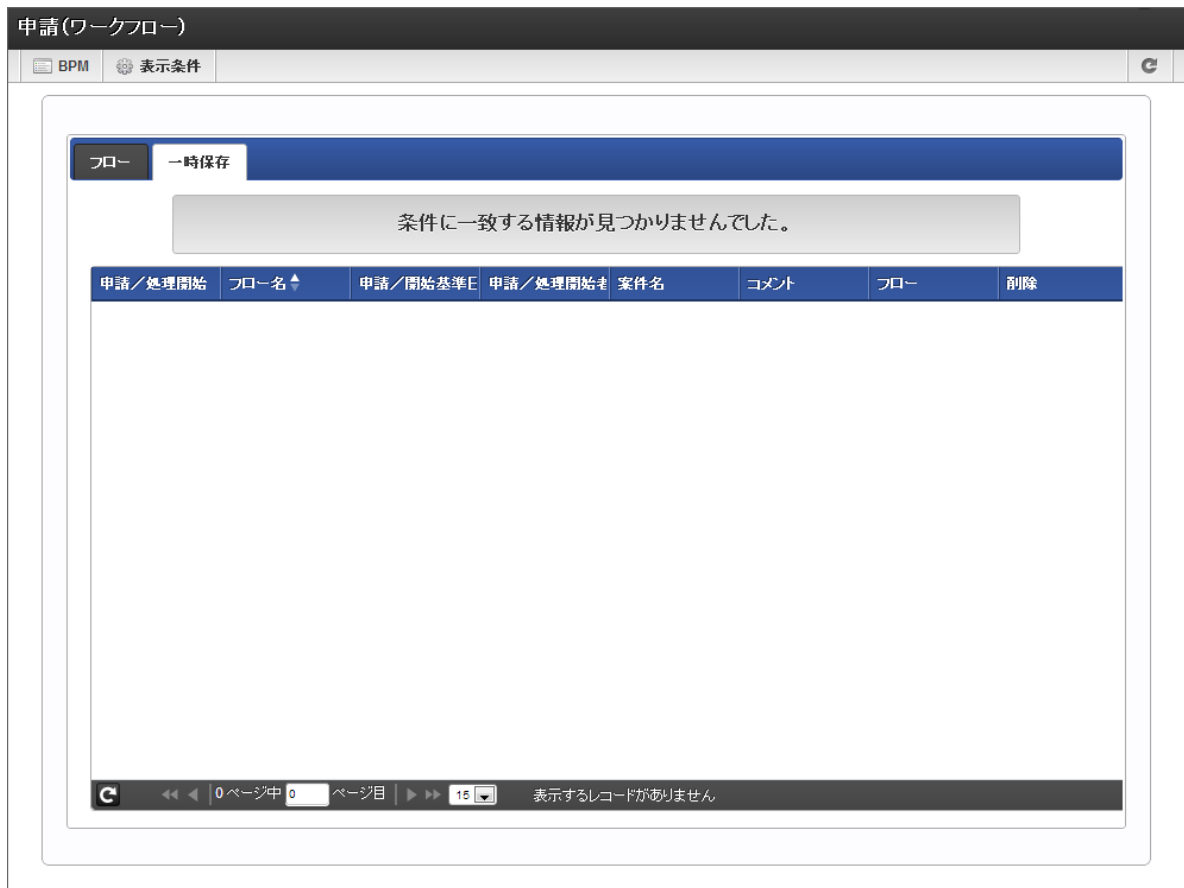 申請(ワークフロー)
BPM 表示条件
フロー 一時保存
条件に一致する情報が見つかりませんでした。
申請／処理開始 フロー名 申請／開始基準 申請／処理開始 案件名 コメント フロー 削除
0 ページ中 0 ページ目 15 表示するレコードがありません